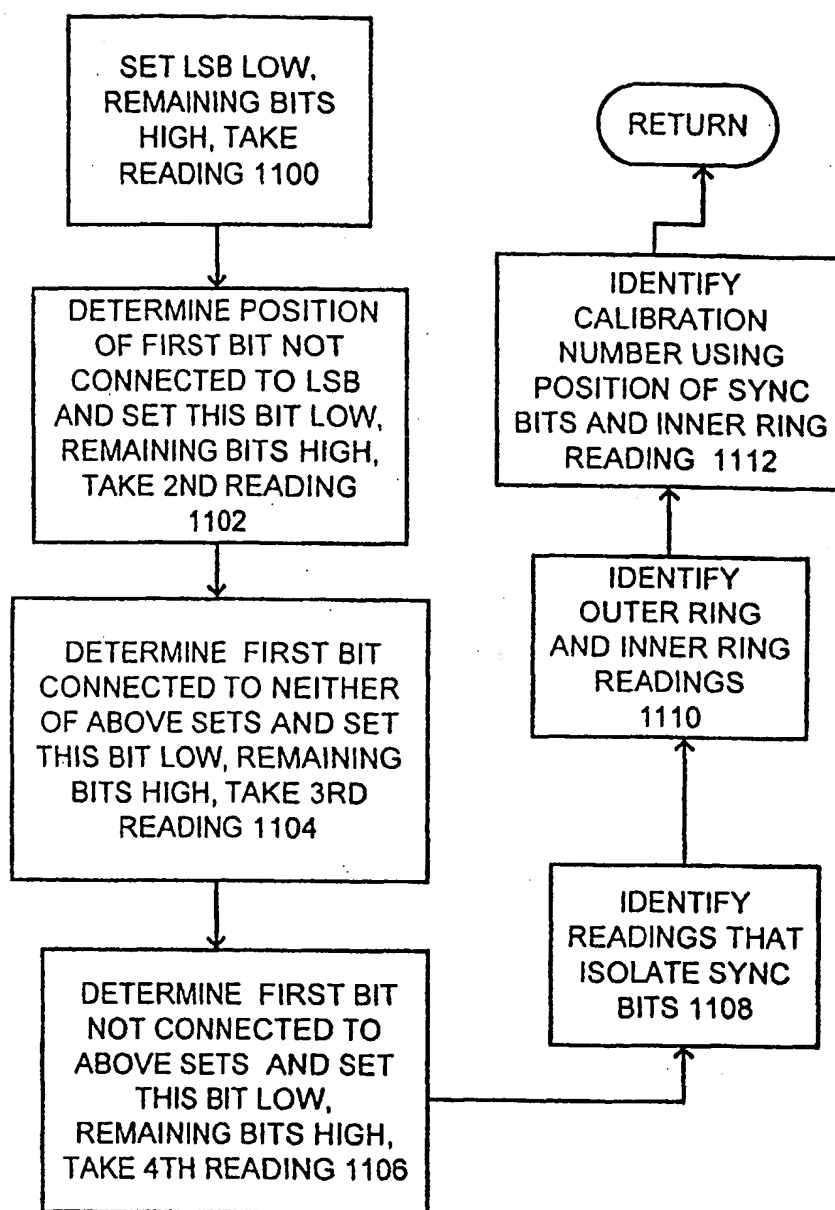 SET LSB LOW,
REMAINING BITS
HIGH, TAKE
READING 1100
DETERMINE POSITION
OF FIRST BIT NOT
CONNECTED TO LSB
AND SET THIS BIT LOW,
REMAINING BITS HIGH,
TAKE 2ND READING
1102
DETERMINE FIRST BIT
CONNECTED TO NEITHER
OF ABOVE SETS AND SET
THIS BIT LOW, REMAINING
BITS HIGH, TAKE 3RD
READING 1104
DETERMINE FIRST BIT
NOT CONNECTED TO
ABOVE SETS AND SET
THIS BIT LOW,
REMAINING BITS HIGH,
TAKE 4TH READING 1106
IDENTIFY
READINGS THAT
ISOLATE SYNC
BITS 1108
IDENTIFY
OUTER RING
AND INNER RING
READINGS
1110
IDENTIFY
CALIBRATION
NUMBER USING
POSITION OF SYNC
BITS AND INNER RING
READING 1112
RETURN